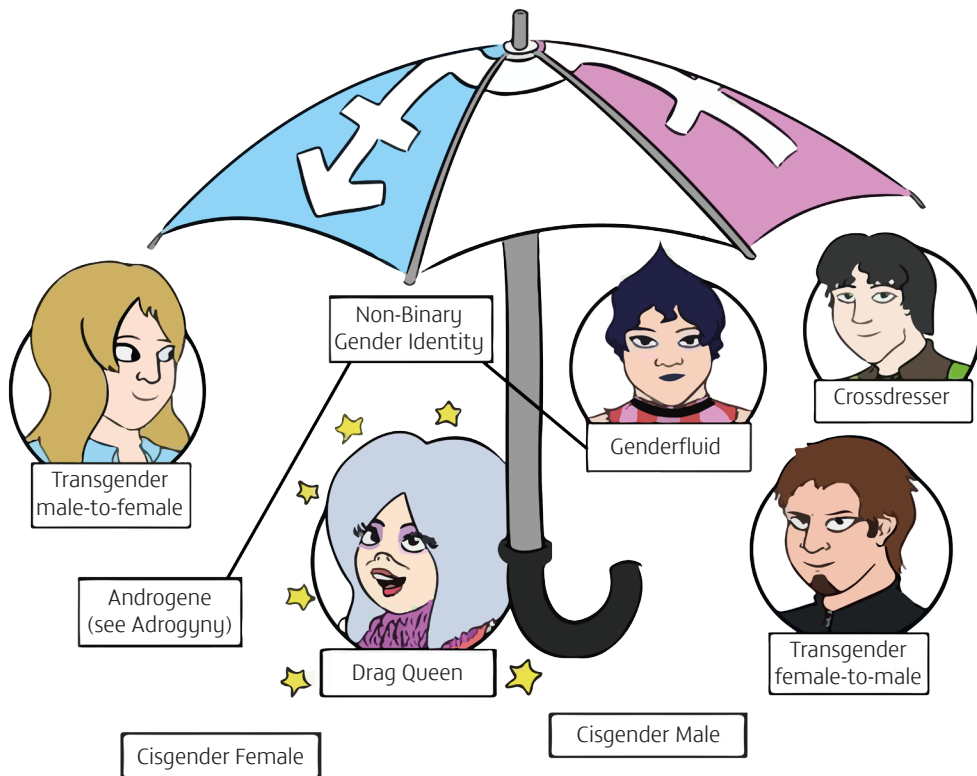 Non-Binary
Gender Identity
Crossdresser
Genderfluid
Transgender
male-to-female
Androgene
(see Adrogyny)
Drag Queen
Transgender
female-to-male
Cisgender Male
Cisgender Female